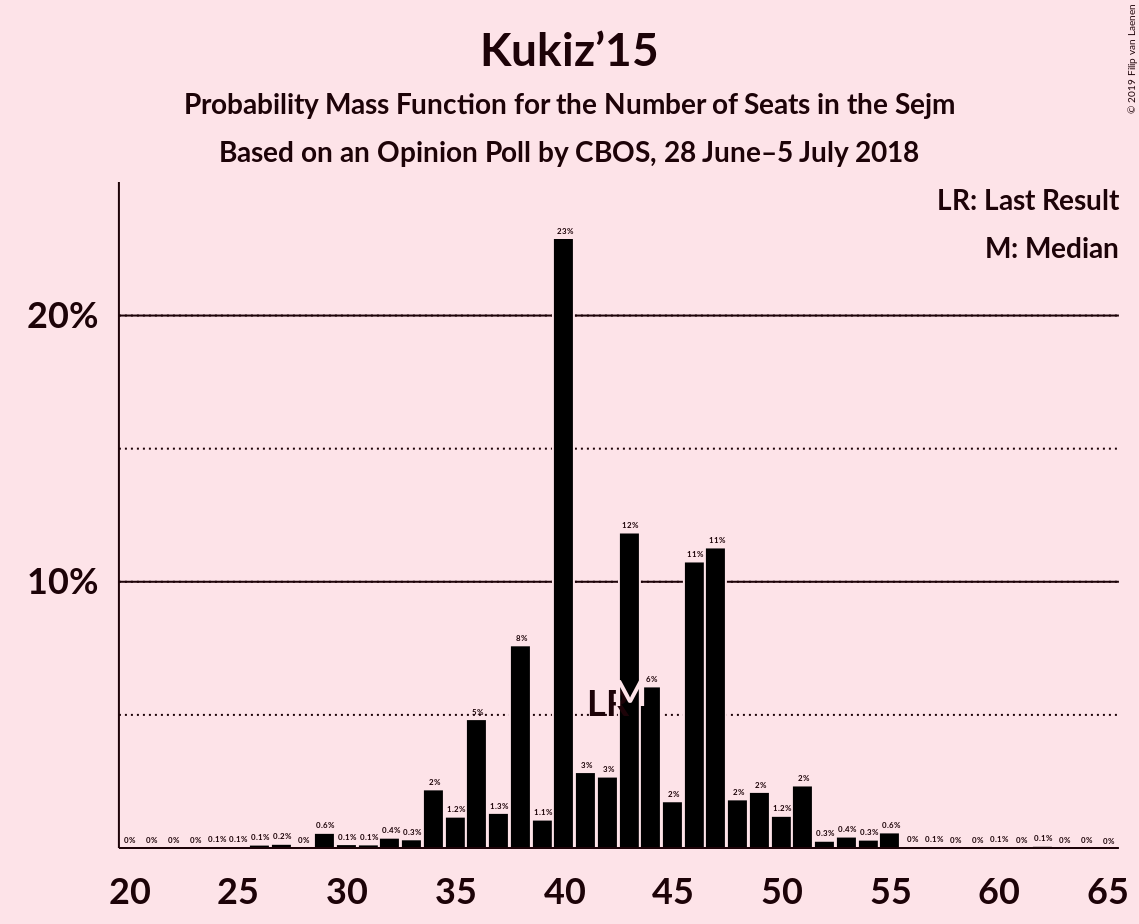 Kukiz’15
Probability Mass Function for the Number of Seats in the Sejm
Based on an Opinion Poll by CBOS, 28 June–5 July 2018
© 2019 Filip van Laenen
LR: Last Result
M: Median
20%
10%
0% 0% 0% 0% 0.1% 0.1% 0.1% 0.2% 0% 0.6% 0.1% 0.1% 0.4% 0.3% 2% 1.2% 5% 1.3% 8% 1.1% 23% 3% 3% 12% 6% 2% 11% 11% 2% 2% 1.2% 2% 0.3% 0.4% 0.3% 0.6% 0% 0.1% 0% 0% 0.1% 0% 0.1% 0% 0% 0%
LR M
20 25 30 35 40 45 50 55 60 65